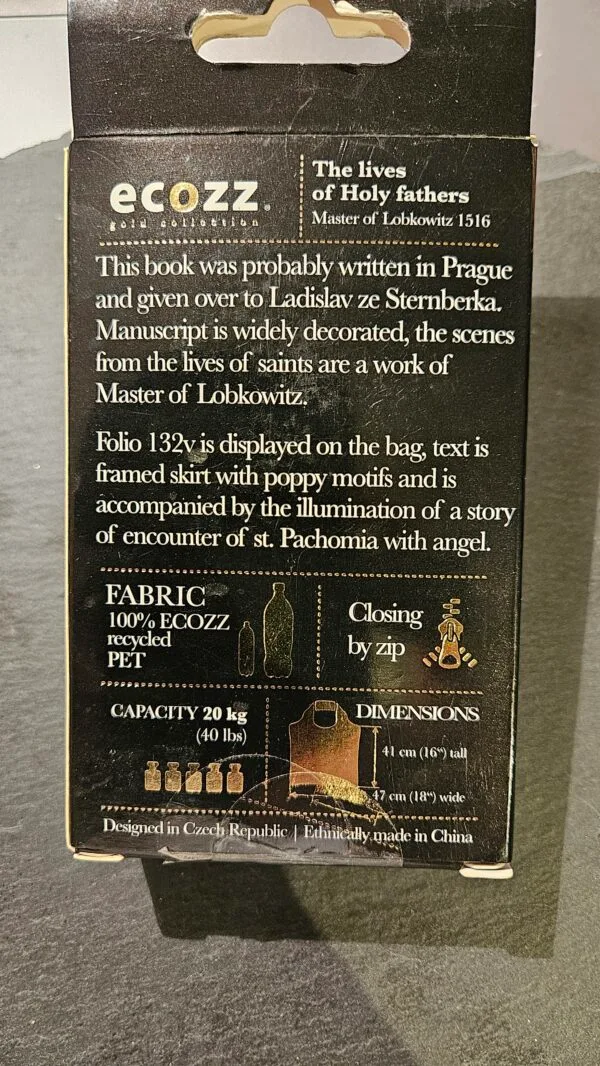 ecozz®
gold collection
The lives
of Holy fathers
Master of Lobkowitz 1516
This book was probably written in Prague
and given over to Ladislav ze Sternberka.
Manuscript is widely decorated, the scenes
from the lives of saints are a work of
Master of Lobkowitz.
Folio 132v is displayed on the bag, text is
framed skirt with poppy motifs and is
accompanied by the illumination of a story
of encounter of st. Pachomia with angel.
FABRIC
100% ECOZZ
recycled
PET
Closing
by zip
CAPACITY 20 kg
(40 lbs)
DIMENSIONS
41 cm (16“) tall
47 cm (18“) wide
Designed in Czech Republic | Ethnically made in China